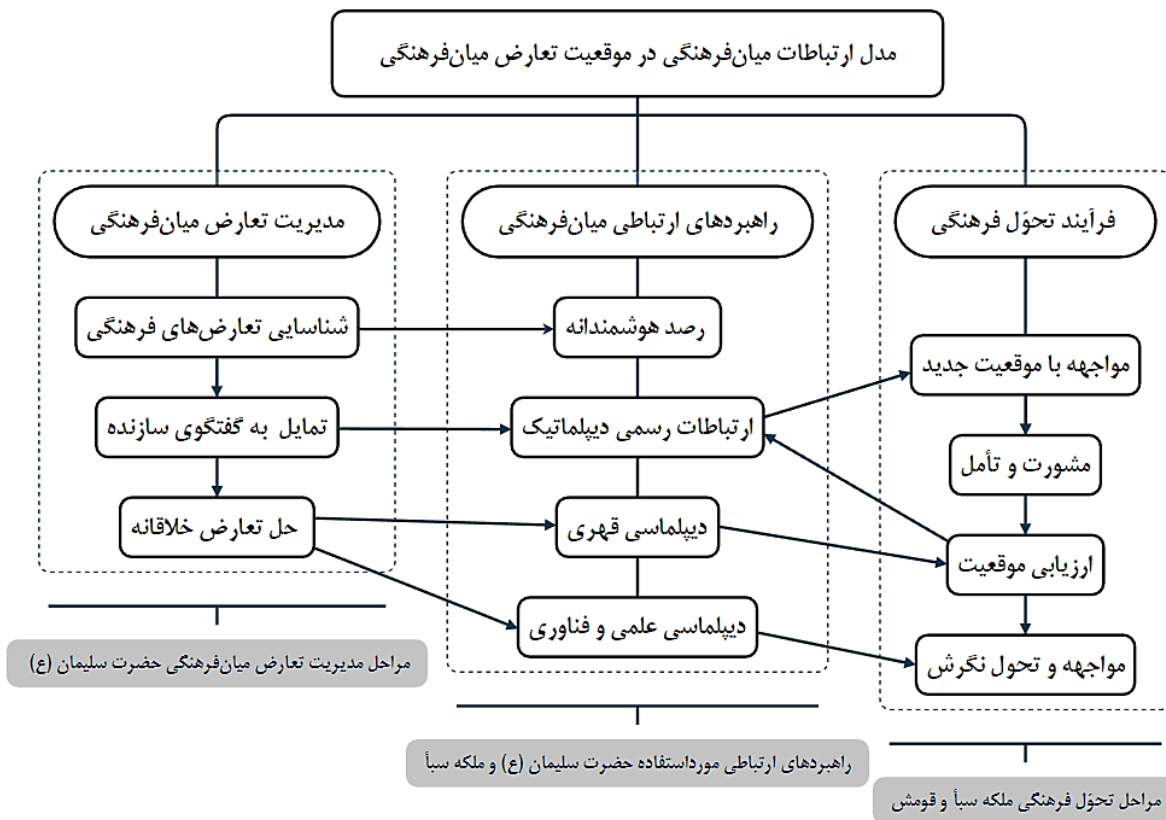 مدل ارتباطات میان‌فرهنگی در موقعیت تعارض میان‌فرهنگی
فرآیند تحوّل فرهنگی
مواجهه با موقعیت جدید
مشورت و تأمل
ارزیابی موقعیت
مواجهه و تحول نگرش
مراحل تحوّل فرهنگی ملکه سبأ و قومش
راهبردهای ارتباطی میان‌فرهنگی
رصد هوشمندانه
ارتباطات رسمی دیپلماتیک
دیپلماسی قهری
دیپلماسی علمی و فناوری
راهبردهای ارتباطی مورداستفاده حضرت سلیمان (ع) و ملکه سبأ
مدیریت تعارض میان‌فرهنگی
شناسایی تعارض‌های فرهنگی
تمایل به گفتگوی سازنده
حل تعارض خلاقانه
مراحل مدیریت تعارض میان‌فرهنگی حضرت سلیمان (ع)